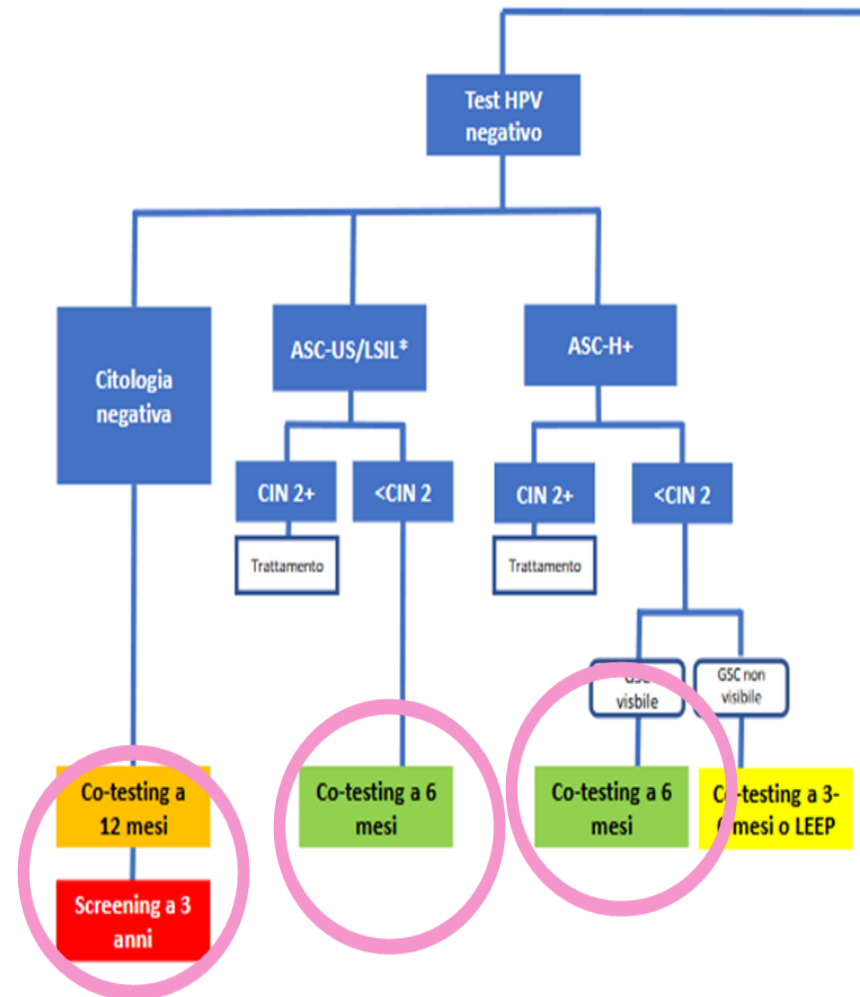 Test HPV
negativo
Citologia
negativa
ASC-US/LSIL*
ASC-H+
CIN 2+
<CIN 2
CIN 2+
<CIN 2
Trattamento
Trattamento
GSC
visbile
GSC non
visibile
Co-testing a
12 mesi
Co-testing a 6
mesi
Co-testing a 6
mesi
Co-testing a 3-
mesi o LEEP
Screening a 3
anni